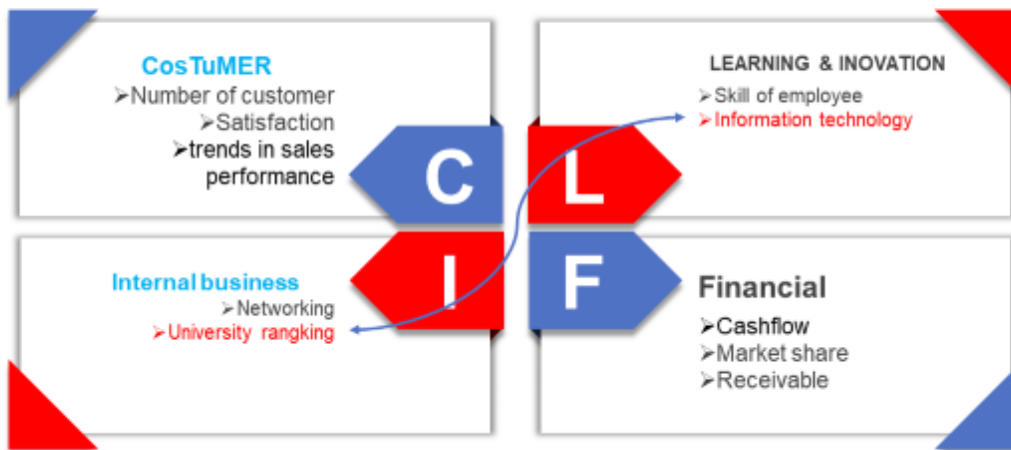 CosTuMER
➢Number of customer
➢Satisfaction
➢trends in sales
performance
C
LEARNING & INOVATION
➢Skill of employee
➢Information technology
L
Internal business
➢Networking
➢University rangking
I
Financial
➢Cashflow
➢Market share
➢Receivable
F